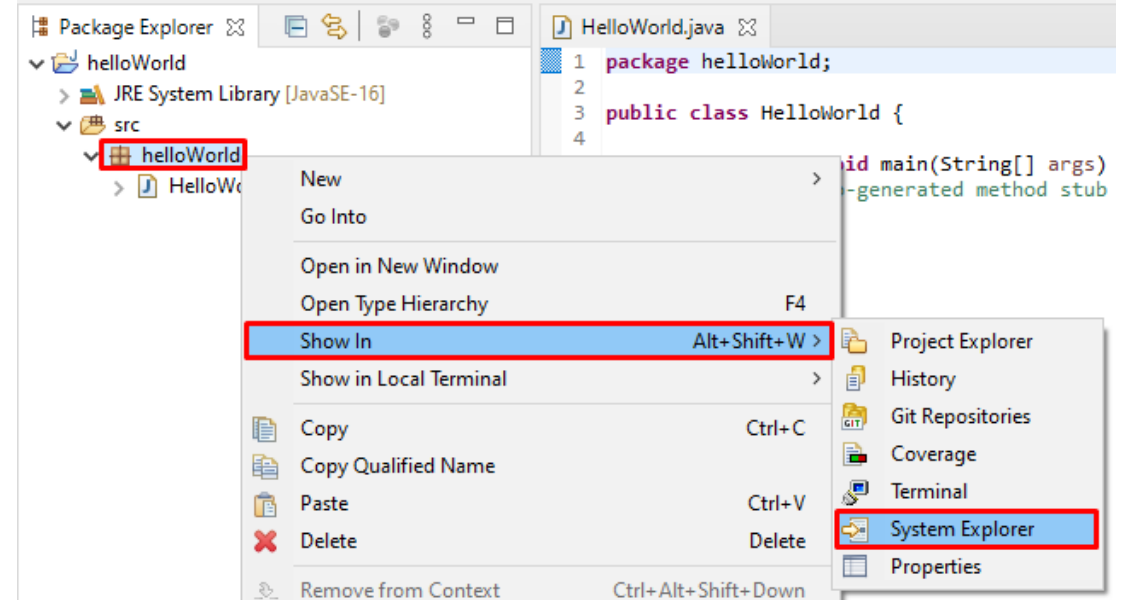 Package Explorer
helloWorld
JRE System Library [JavaSE-16]
src
helloWorld
HelloWo
HelloWorld.java
1 package helloWorld;
2
3 public class HelloWorld {
4
id main(String[] args)
-generated method stub
New
Go Into
Open in New Window
Open Type Hierarchy F4
Show In Alt+Shift+W
Show in Local Terminal
Copy Ctrl+C
Copy Qualified Name
Paste Ctrl+V
Delete Delete
Remove from Context Ctrl+Alt+Shift+Down
Project Explorer
History
GIT Git Repositories
Coverage
Terminal
System Explorer
Properties